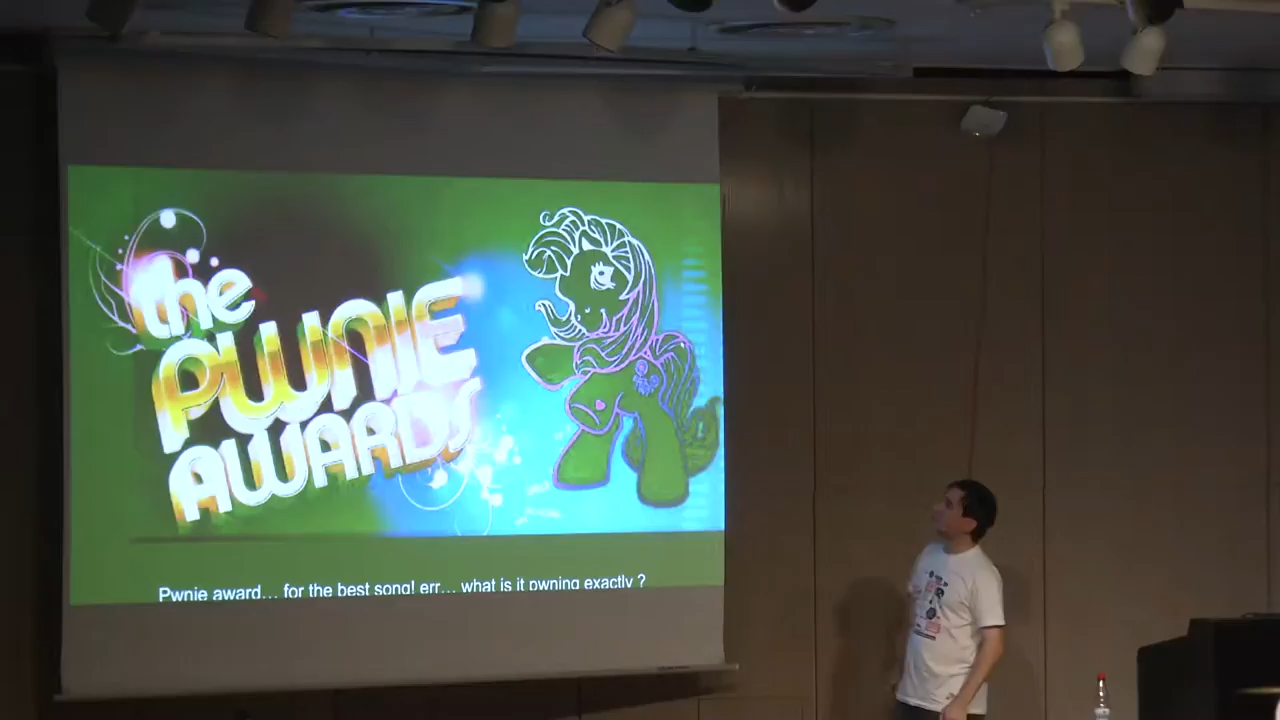 the
PWNIE
AWARDS
Pwnie award... for the best song! err... what is it pwning exactly ?